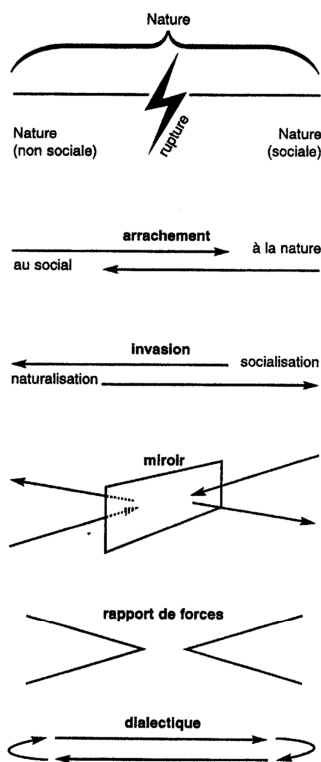 Nature
rupture
Nature
(non sociale)
Nature
(sociale)
arrachement
à la nature
au social
invasion
socialisation
naturalisation
miroir
rapport de forces
dialectique